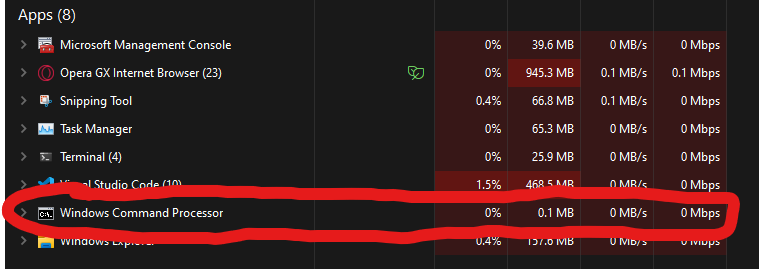 Apps (8)
Microsoft Management Console 0% 39.6 MB 0 MB/s 0 Mbps
Opera GX Internet Browser (23) 0% 945.3 MB 0.1 MB/s 0.1 Mbps
Snipping Tool 0.4% 66.8 MB 0.1 MB/s 0 Mbps
Task Manager 0% 65.3 MB 0 MB/s 0 Mbps
Terminal (4) 0% 25.9 MB 0 MB/s 0 Mbps
Visual Studio Code (10) 1.5% 468.5 MB 0 MB/s 0 Mbps
Windows Command Processor 0% 0.1 MB 0 MB/s 0 Mbps
Windows Explorer 0.4% 157.6 MB 0 MB/s 0 Mbps